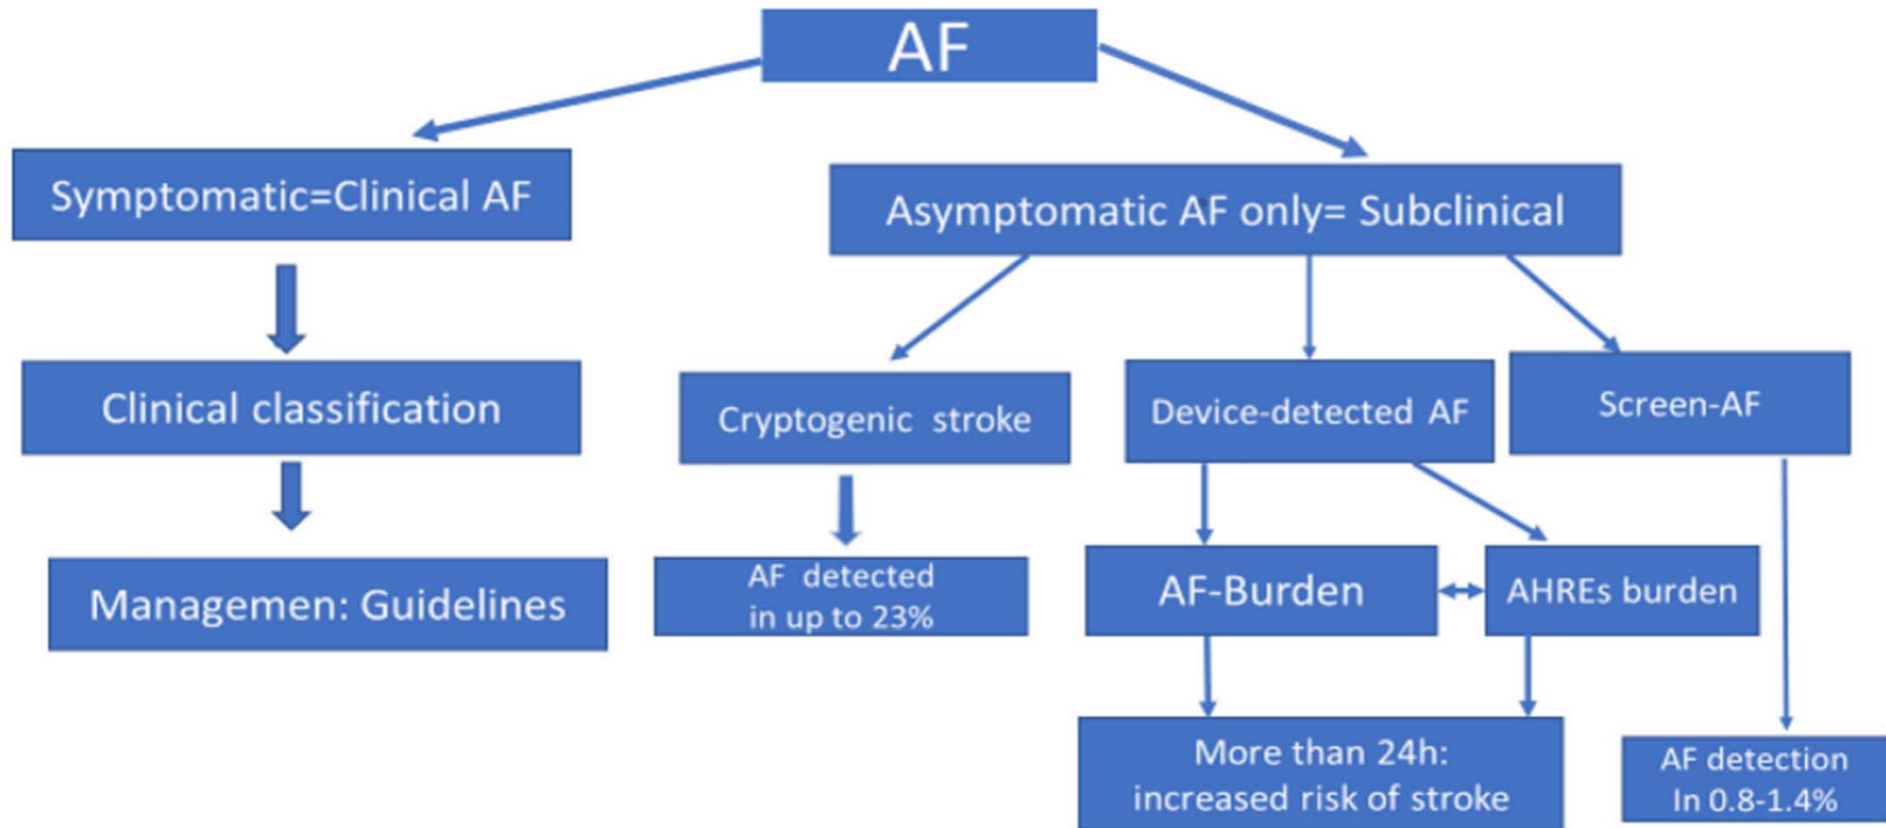 AF
Symptomatic=Clinical AF
Asymptomatic AF only= Subclinical
Clinical classification
Cryptogenic stroke
Device-detected AF
Screen-AF
Managemen: Guidelines
AF detected
in up to 23%
AF-Burden
AHREs burden
More than 24h:
increased risk of stroke
AF detection
In 0.8-1.4%